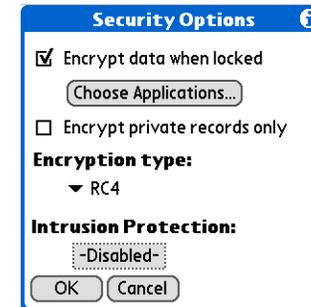 Security Options
Encrypt data when locked
Choose Applications...
Encrypt private records only
Encryption type:
RC4
Intrusion Protection:
-Disabled-
OK Cancel